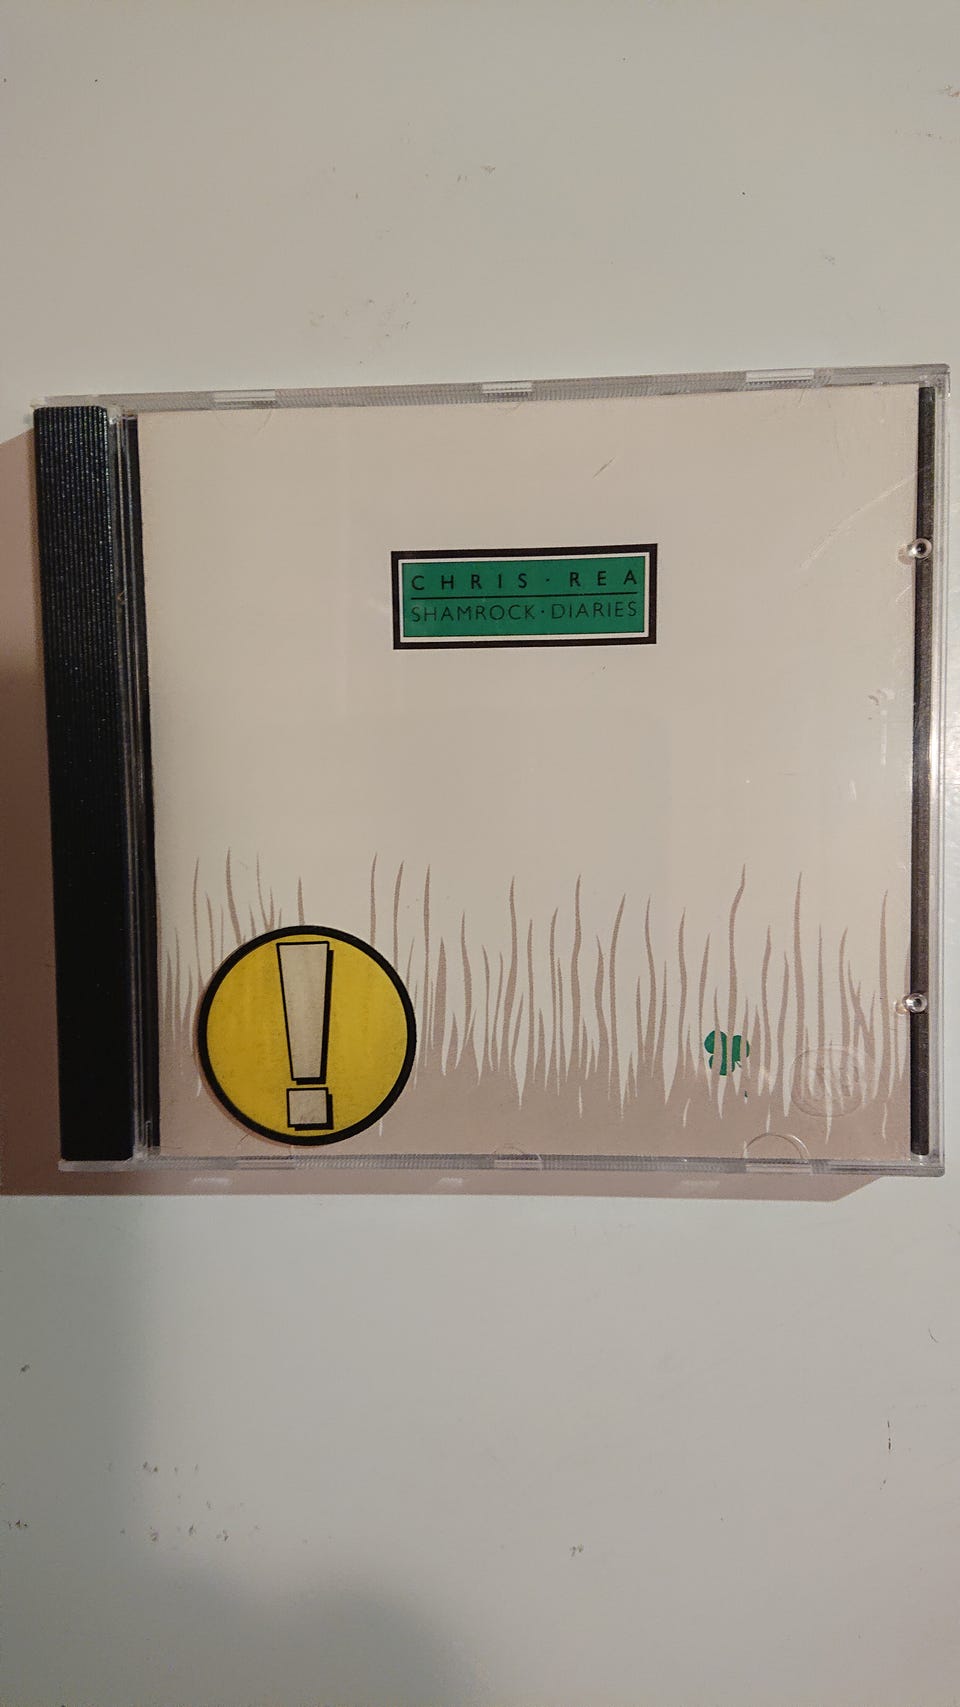 CHRIS · REA
SHAMROCK · DIARIES
!